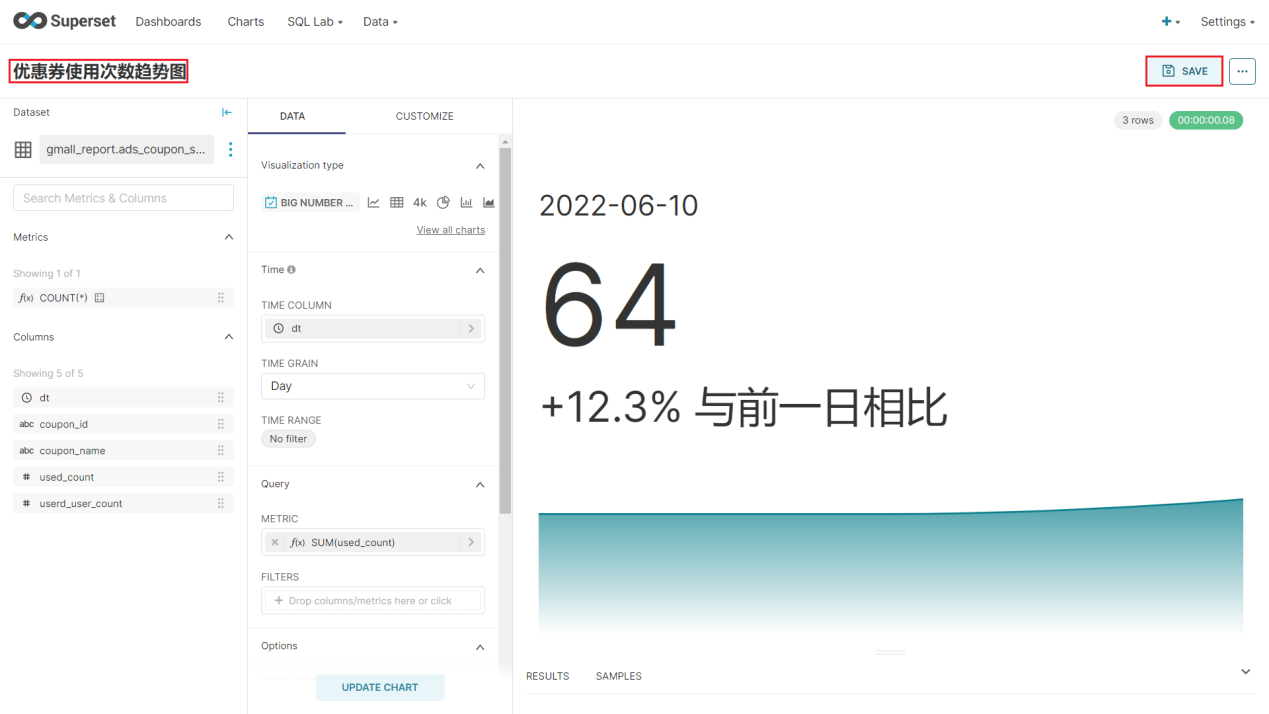 Superset Dashboards Charts SQL Lab Data Settings
优惠券使用次数趋势图
SAVE
Dataset
gmall_report.ads_coupon_s...
Search Metrics & Columns
Metrics
Showing 1 of 1
f(x) COUNT(*)
Columns
Showing 5 of 5
dt
abc coupon_id
abc coupon_name
# used_count
# userd_user_count
DATA CUSTOMIZE
Visualization type
BIG NUMBER ... 4k
View all charts
Time
TIME COLUMN
dt
TIME GRAIN
Day
TIME RANGE
No filter
Query
METRIC
f(x) SUM(used_count)
FILTERS
+ Drop columns/metrics here or click
Options
UPDATE CHART
3 rows 00:00:00.08
2022-06-10
64
+12.3% 与前一日相比
RESULTS SAMPLES